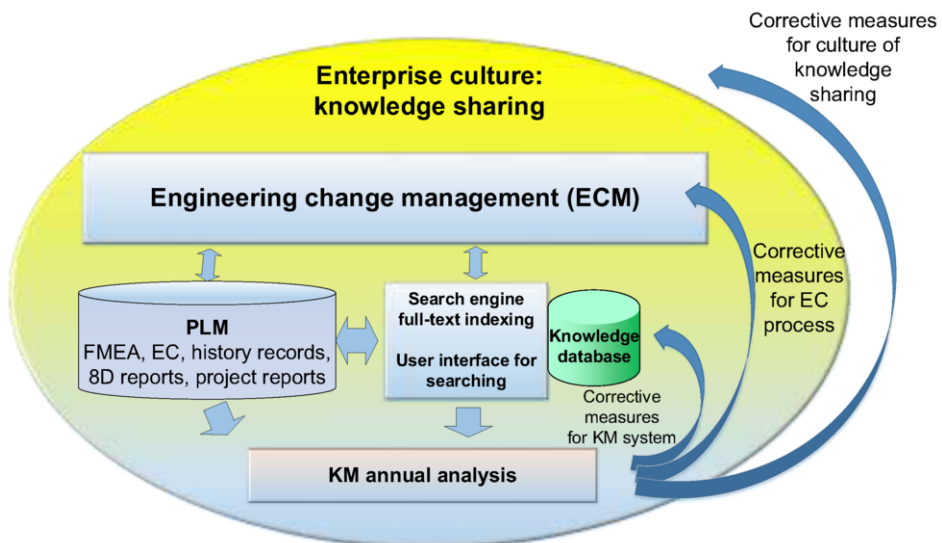 Corrective measures
for culture of
knowledge
sharing
Enterprise culture:
knowledge sharing
Engineering change management (ECM)
Corrective
measures
for EC
process
PLM
FMEA, EC, history records,
8D reports, project reports
Search engine
full-text indexing
User interface for
searching
Knowledge
database
Corrective
measures
for KM system
KM annual analysis